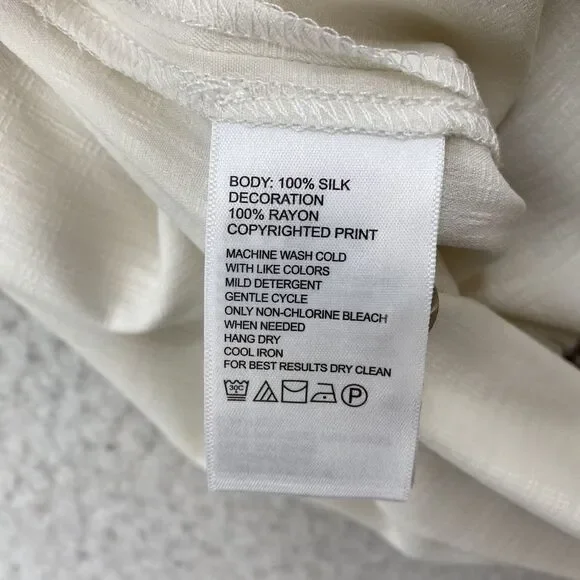 BODY: 100% SILK
DECORATION
100% RAYON
COPYRIGHTED PRINT
MACHINE WASH COLD
WITH LIKE COLORS
MILD DETERGENT
GENTLE CYCLE
ONLY NON-CHLORINE BLEACH
WHEN NEEDED
HANG DRY
COOL IRON
FOR BEST RESULTS DRY CLEAN
30C P